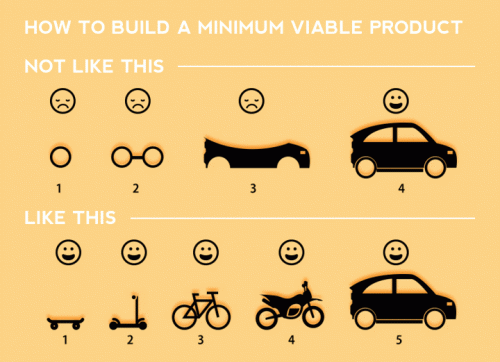 HOW TO BUILD A MINIMUM VIABLE PRODUCT
NOT LIKE THIS
1 2 3 4
LIKE THIS
1 2 3 4 5